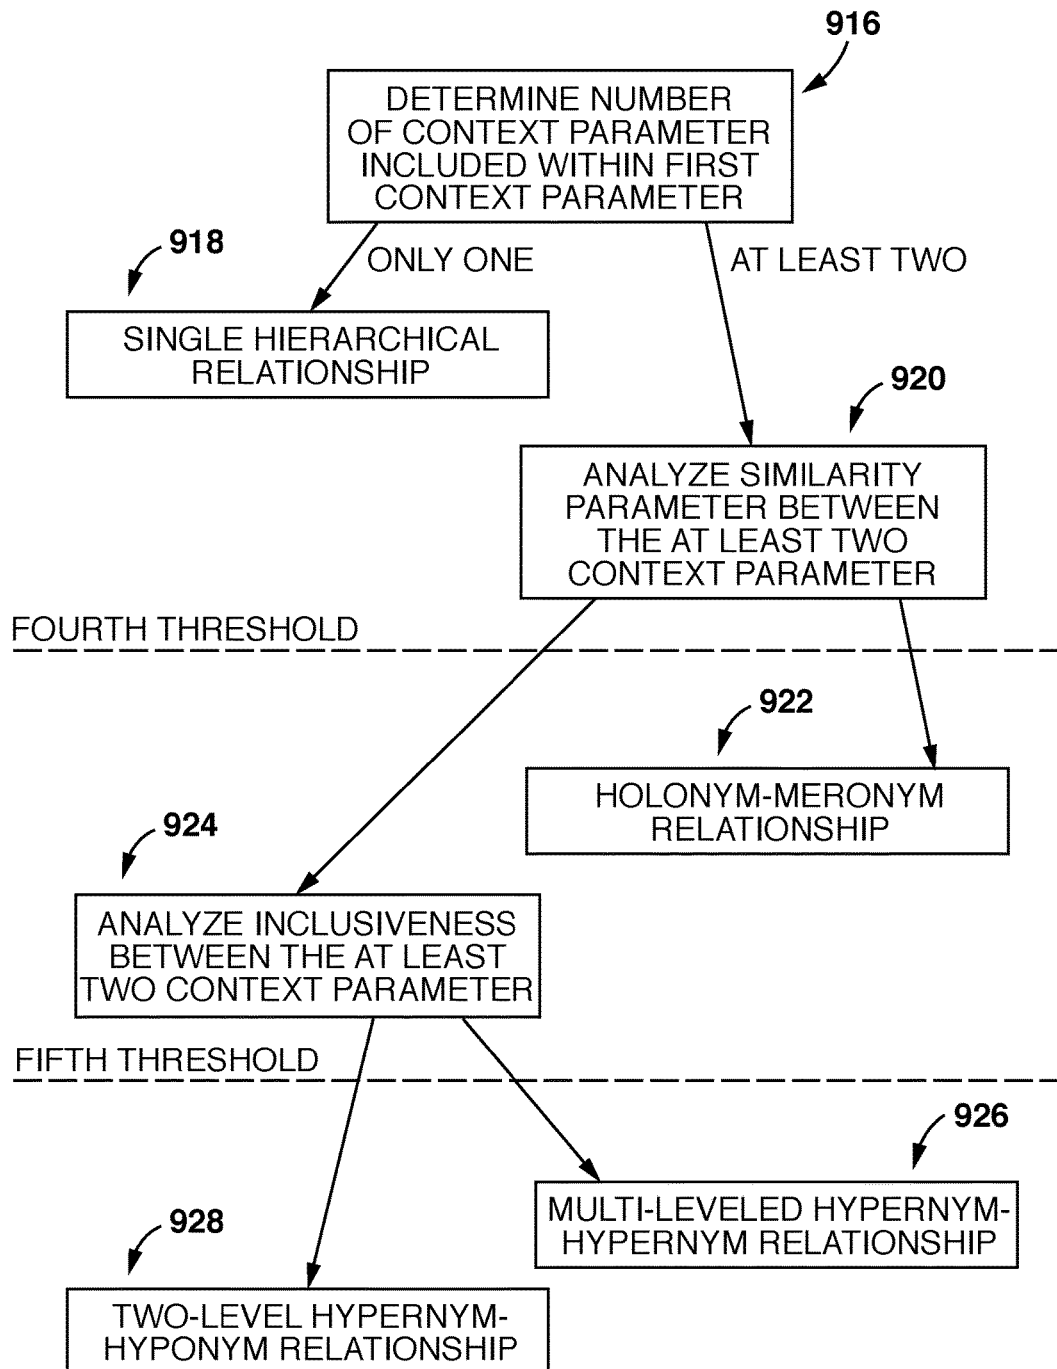 916
DETERMINE NUMBER
OF CONTEXT PARAMETER
INCLUDED WITHIN FIRST
CONTEXT PARAMETER
918
ONLY ONE
AT LEAST TWO
SINGLE HIERARCHICAL
RELATIONSHIP
920
ANALYZE SIMILARITY
PARAMETER BETWEEN
THE AT LEAST TWO
CONTEXT PARAMETER
FOURTH THRESHOLD
922
HOLONYM-MERONYM
RELATIONSHIP
924
ANALYZE INCLUSIVENESS
BETWEEN THE AT LEAST
TWO CONTEXT PARAMETER
FIFTH THRESHOLD
926
MULTI-LEVELED HYPERNYM-
HYPERNYM RELATIONSHIP
928
TWO-LEVEL HYPERNYM-
HYPONYM RELATIONSHIP